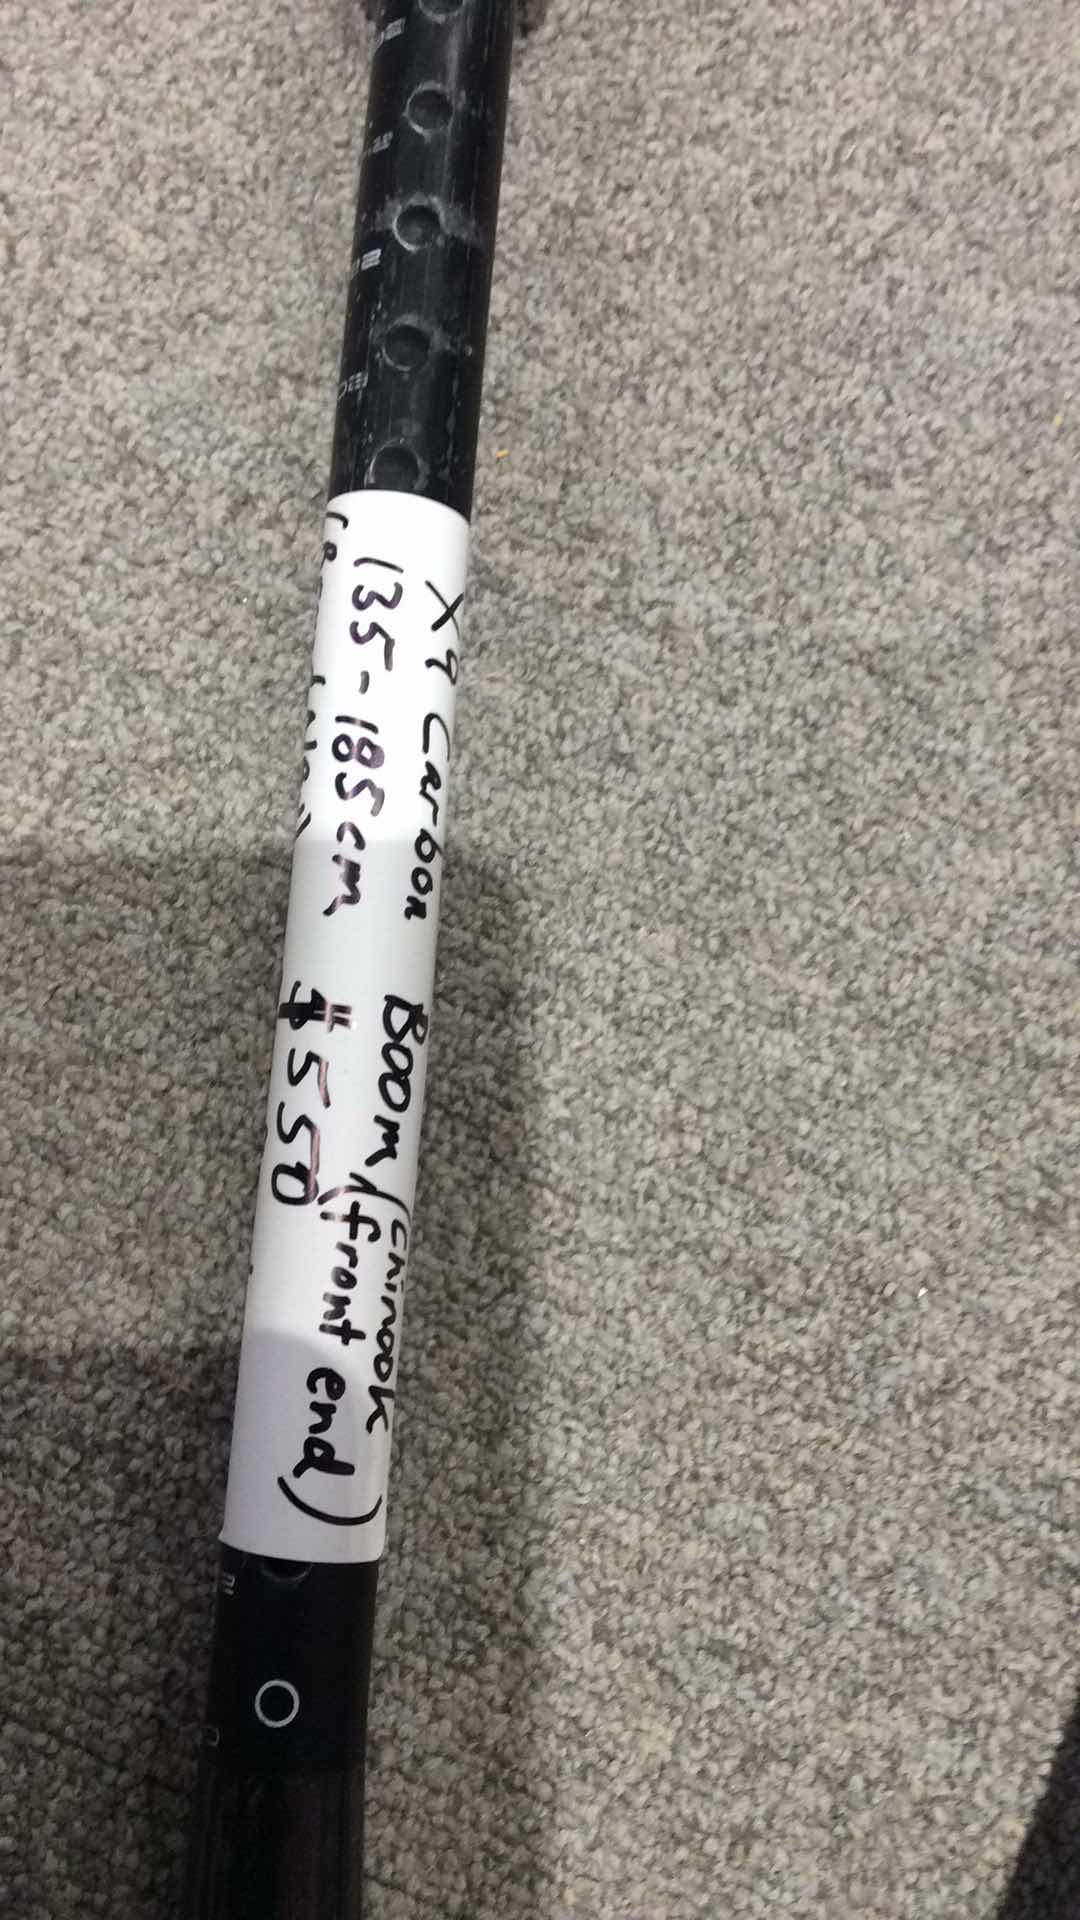 X9 Carbon Boom (Chinook
135-185cm (front end)
$550